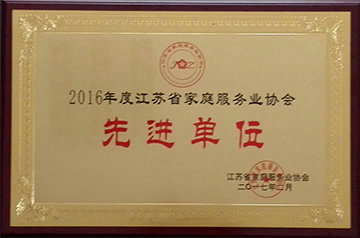 2016年度江苏省家庭服务业协会
先进单位
江苏省家庭服务业协会
二〇一七年二月